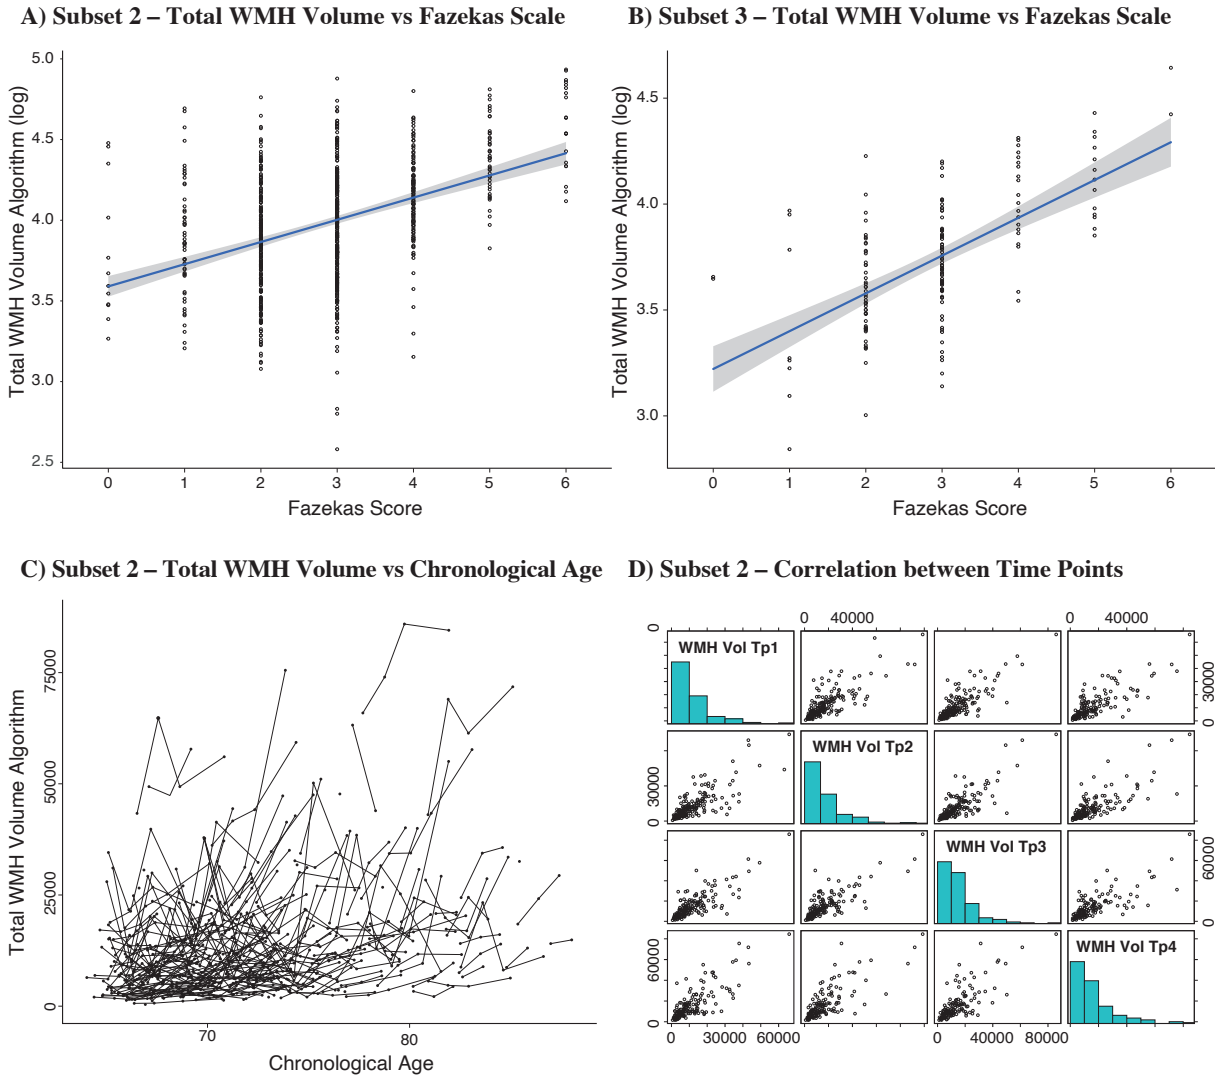 A) Subset 2 – Total WMH Volume vs Fazekas Scale
5.0
4.5
4.0
3.5
3.0
2.5
Total WMH Volume Algorithm (log)
0 1 2 3 4 5 6
Fazekas Score
B) Subset 3 – Total WMH Volume vs Fazekas Scale
4.5
4.0
3.5
3.0
Total WMH Volume Algorithm (log)
0 1 2 3 4 5 6
Fazekas Score
C) Subset 2 – Total WMH Volume vs Chronological Age
75000
50000
25000
0
Total WMH Volume Algorithm
70 80
Chronological Age
D) Subset 2 – Correlation between Time Points
0 40000 0 40000
0
WMH Vol Tp1
0 30000
WMH Vol Tp2
0 30000
WMH Vol Tp3
0 60000
WMH Vol Tp4
0 60000
0 30000 60000 0 40000 80000